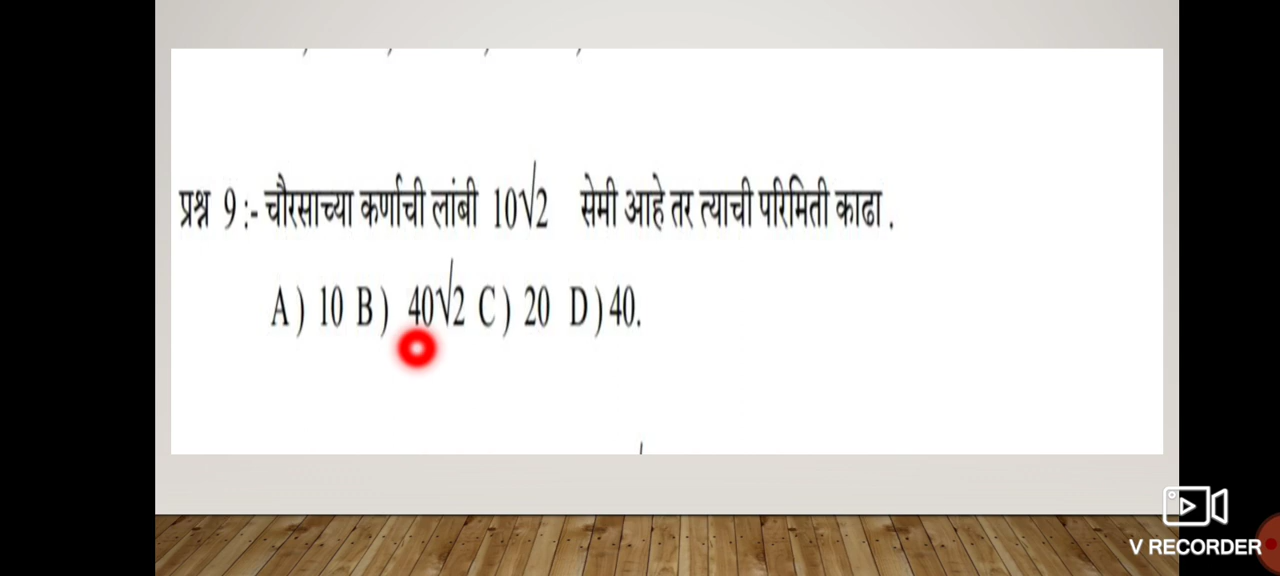 प्रश्न 9 :- चौरसाच्या कर्णाची लांबी 10√2 सेमी आहे तर त्याची परिमिती काढा .
A) 10 B) 40√2 C) 20 D)40.
V RECORDER